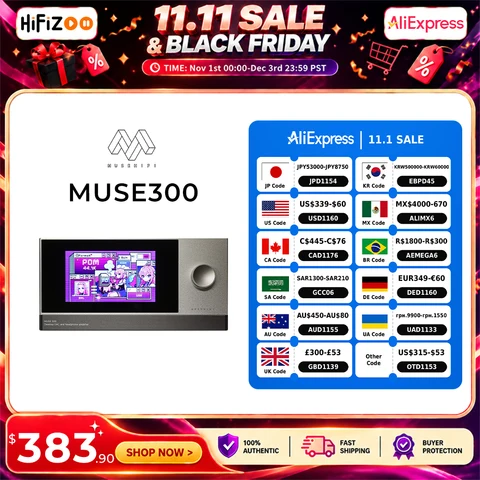 HiFiZOO
11.11 SALE
& BLACK FRIDAY
TIME: Nov 1st 00:00-Dec 3rd 23:59 PST
AliExpress
MUSEHIFI
MUSE300
POM
44.1K
AliExpress | 11.1 SALE
JP Code
JPY53000-JPY8750
JPD1154
KR Code
KRW500000-KRW60000
EBPD45
US Code
US$339-$60
USD1160
MX Code
MX$4000-670
ALIMX6
CA Code
C$445-C$76
CAD1176
BR Code
R$1800-R$300
AEMEGA6
SA Code
SAR1300-SAR210
GCC06
DE Code
EUR349-€60
DED1160
AU Code
AU$450-AU$80
AUD1155
UA Code
грн.9900-грн.1550
UAD1133
UK Code
£300-£53
GBD1139
Other
Code
US$315-$53
OTD1153
$383.90
SHOP NOW >
100%
AUTHENTIC
FAST
SHIPPING
BUYER
PROTECTION